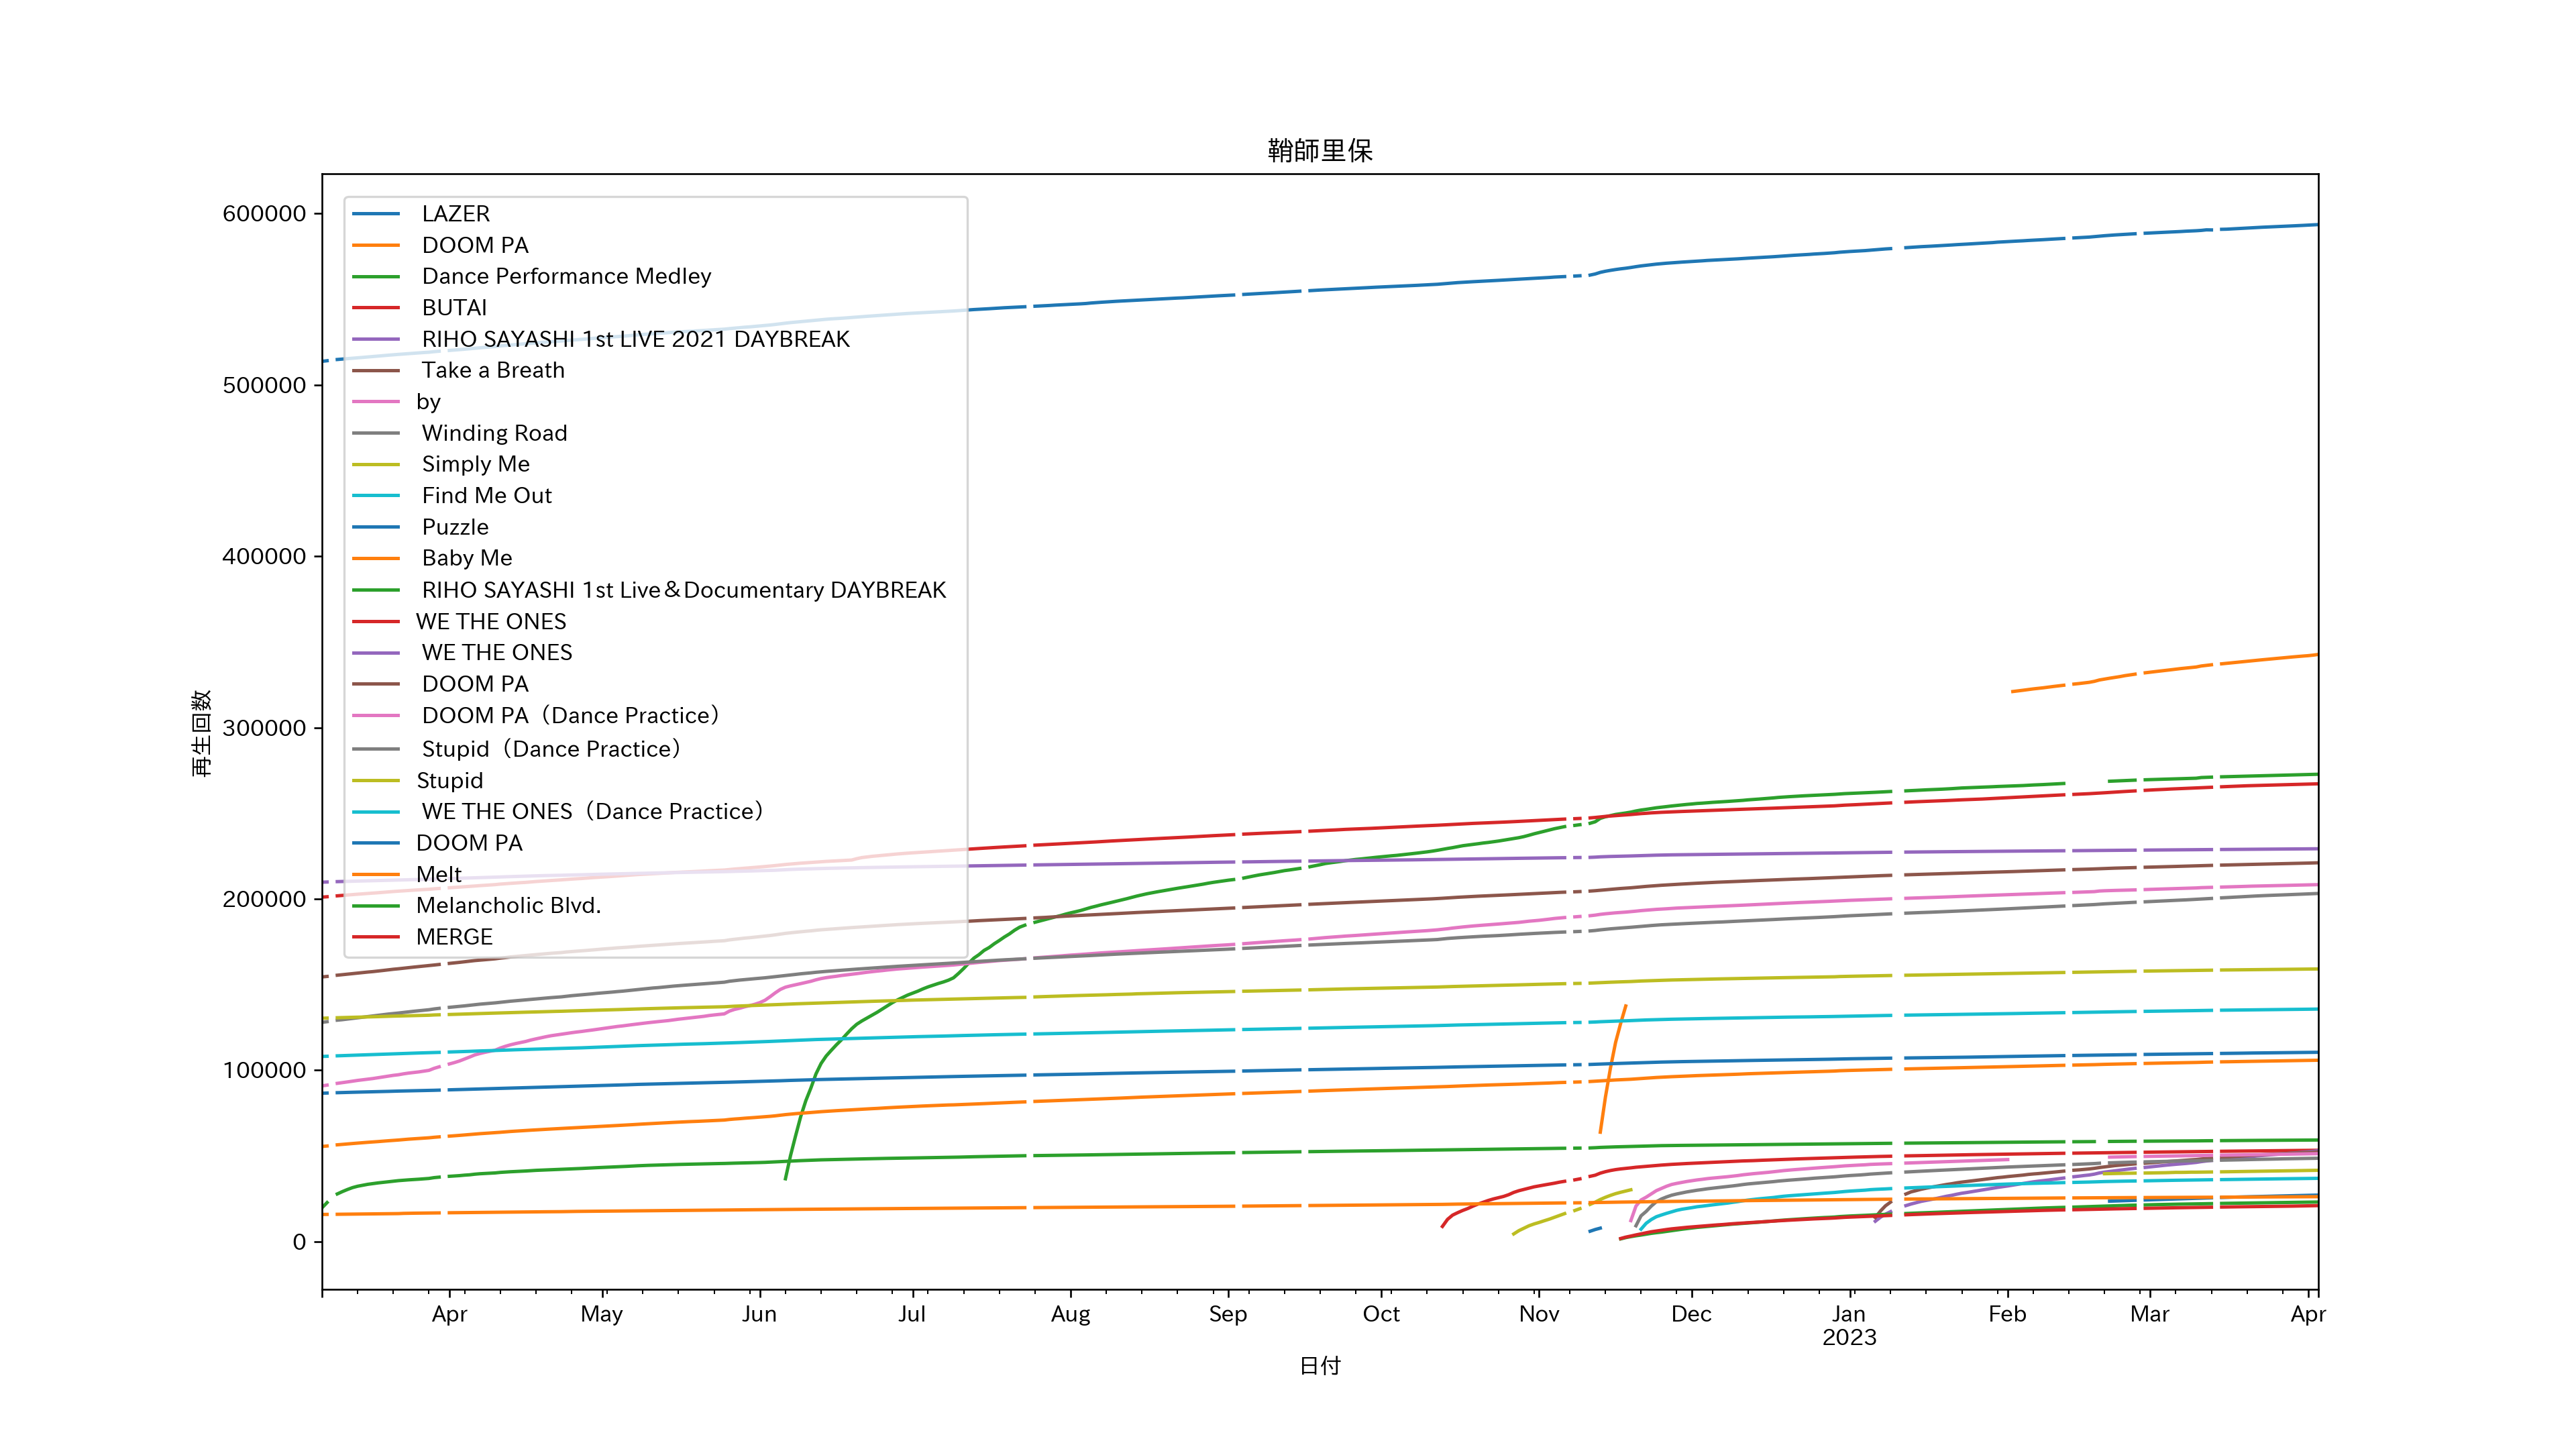 鞘師里保
600000
500000
400000
300000
200000
100000
0
再生回数
LAZER
DOOM PA
Dance Performance Medley
BUTAI
RIHO SAYASHI 1st LIVE 2021 DAYBREAK
Take a Breath
by
Winding Road
Simply Me
Find Me Out
Puzzle
Baby Me
RIHO SAYASHI 1st Live＆Documentary DAYBREAK
WE THE ONES
WE THE ONES
DOOM PA
DOOM PA（Dance Practice）
Stupid（Dance Practice）
Stupid
WE THE ONES（Dance Practice）
DOOM PA
Melt
Melancholic Blvd.
MERGE
Apr May Jun Jul Aug Sep Oct Nov Dec Jan Feb Mar Apr
2023
日付